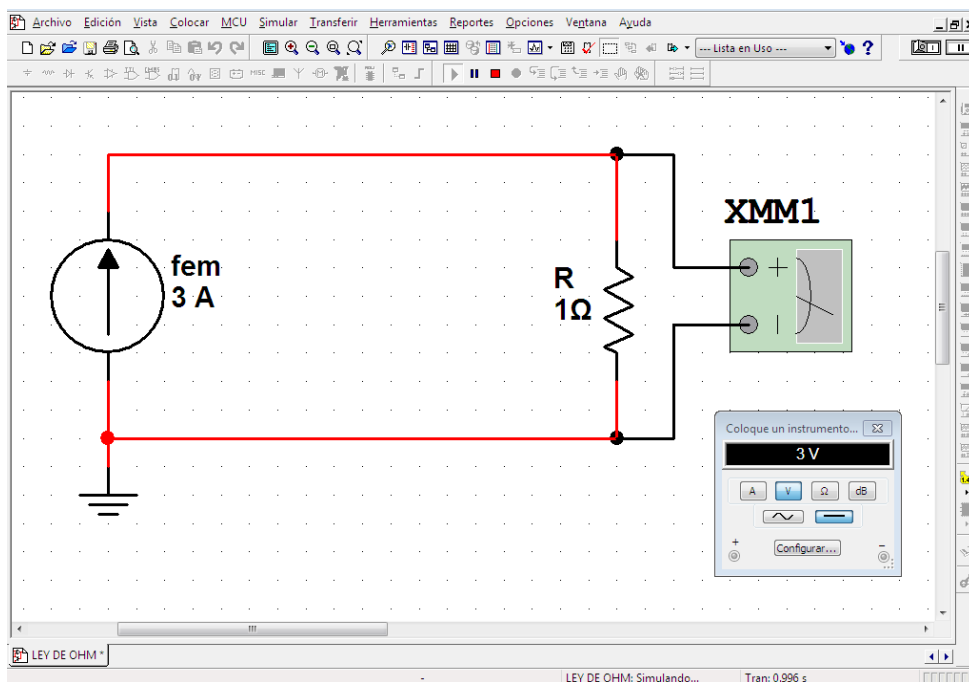 Archivo Edición Vista Colocar MCU Simular Transferir Herramientas Reportes Opciones Ventana Ayuda
--- Lista en Uso ---
MISC
XMM1
fem
3 A
R
1Ω
Coloque un instrumento...
3 V
A V Ω dB
Configurar...
+ −
LEY DE OHM *
- LEY DE OHM: Simulando... Tran: 0.996 s